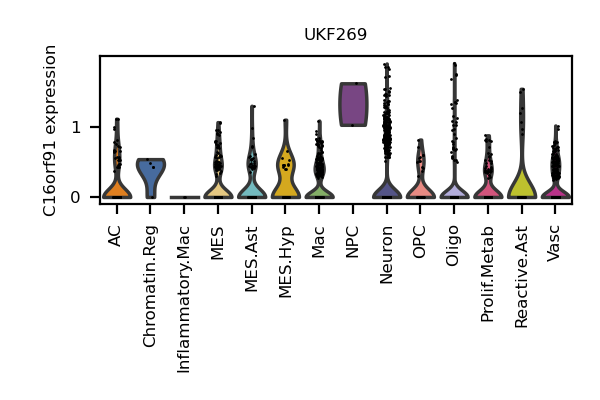 UKF269
C16orf91 expression
1
0
AC
Chromatin.Reg
Inflammatory.Mac
MES
MES.Ast
MES.Hyp
Mac
NPC
Neuron
OPC
Oligo
Prolif.Metab
Reactive.Ast
Vasc